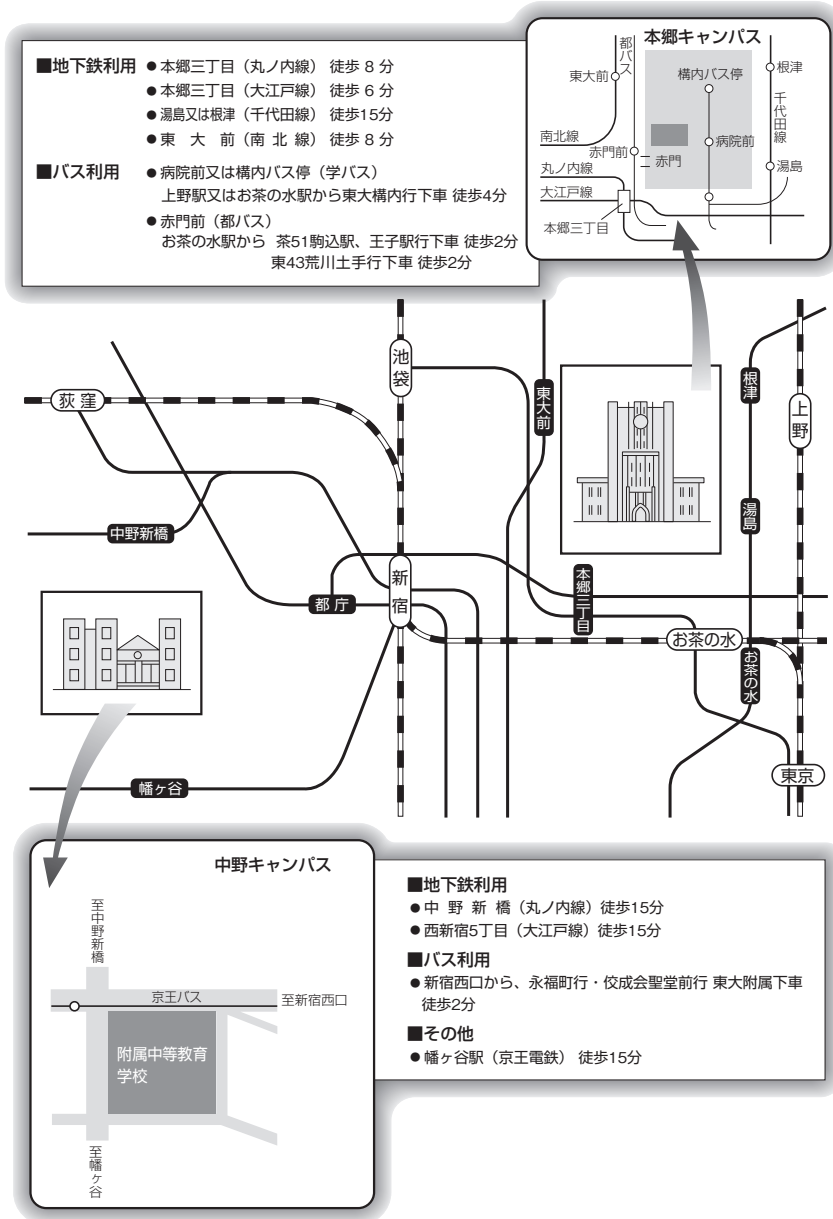 ■地下鉄利用 ●本郷三丁目（丸ノ内線） 徒歩 8 分
●本郷三丁目（大江戸線） 徒歩 6 分
●湯島又は根津（千代田線） 徒歩15分
●東 大 前（南 北 線） 徒歩 8 分
■バス利用 ●病院前又は構内バス停（学バス）
上野駅又はお茶の水駅から東大構内行下車 徒歩4分
●赤門前（都バス）
お茶の水駅から 茶51駒込駅、王子駅行下車 徒歩2分
東43荒川土手行下車 徒歩2分
本郷キャンパス
都バス
東大前
構内バス停
根津
千代田線
南北線
赤門前
赤門
病院前
湯島
丸ノ内線
大江戸線
本郷三丁目
池袋
荻窪
東大前
根津
上野
湯島
中野新橋
新宿
都庁
本郷三丁目
お茶の水
お茶の水
東京
幡ヶ谷
中野キャンパス
至中野新橋
京王バス
至新宿西口
附属中等教育
学校
至幡ヶ谷
■地下鉄利用
●中 野 新 橋（丸ノ内線）徒歩15分
●西新宿5丁目（大江戸線）徒歩15分
■バス利用
●新宿西口から、永福町行・佼成会聖堂前行 東大附属下車
徒歩2分
■その他
●幡ヶ谷駅（京王電鉄） 徒歩15分